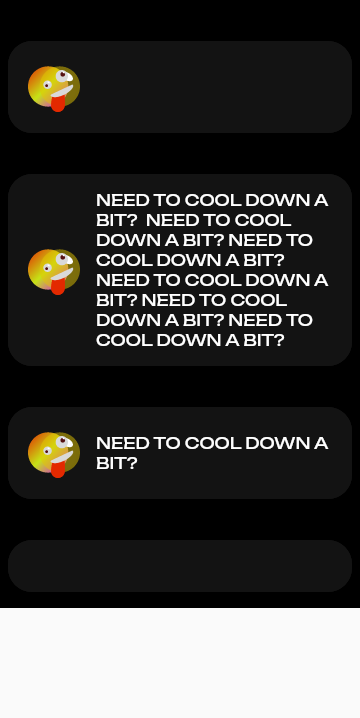 NEED TO COOL DOWN A
BIT?  NEED TO COOL
DOWN A BIT? NEED TO
COOL DOWN A BIT?
NEED TO COOL DOWN A
BIT? NEED TO COOL
DOWN A BIT? NEED TO
COOL DOWN A BIT?
NEED TO COOL DOWN A
BIT?